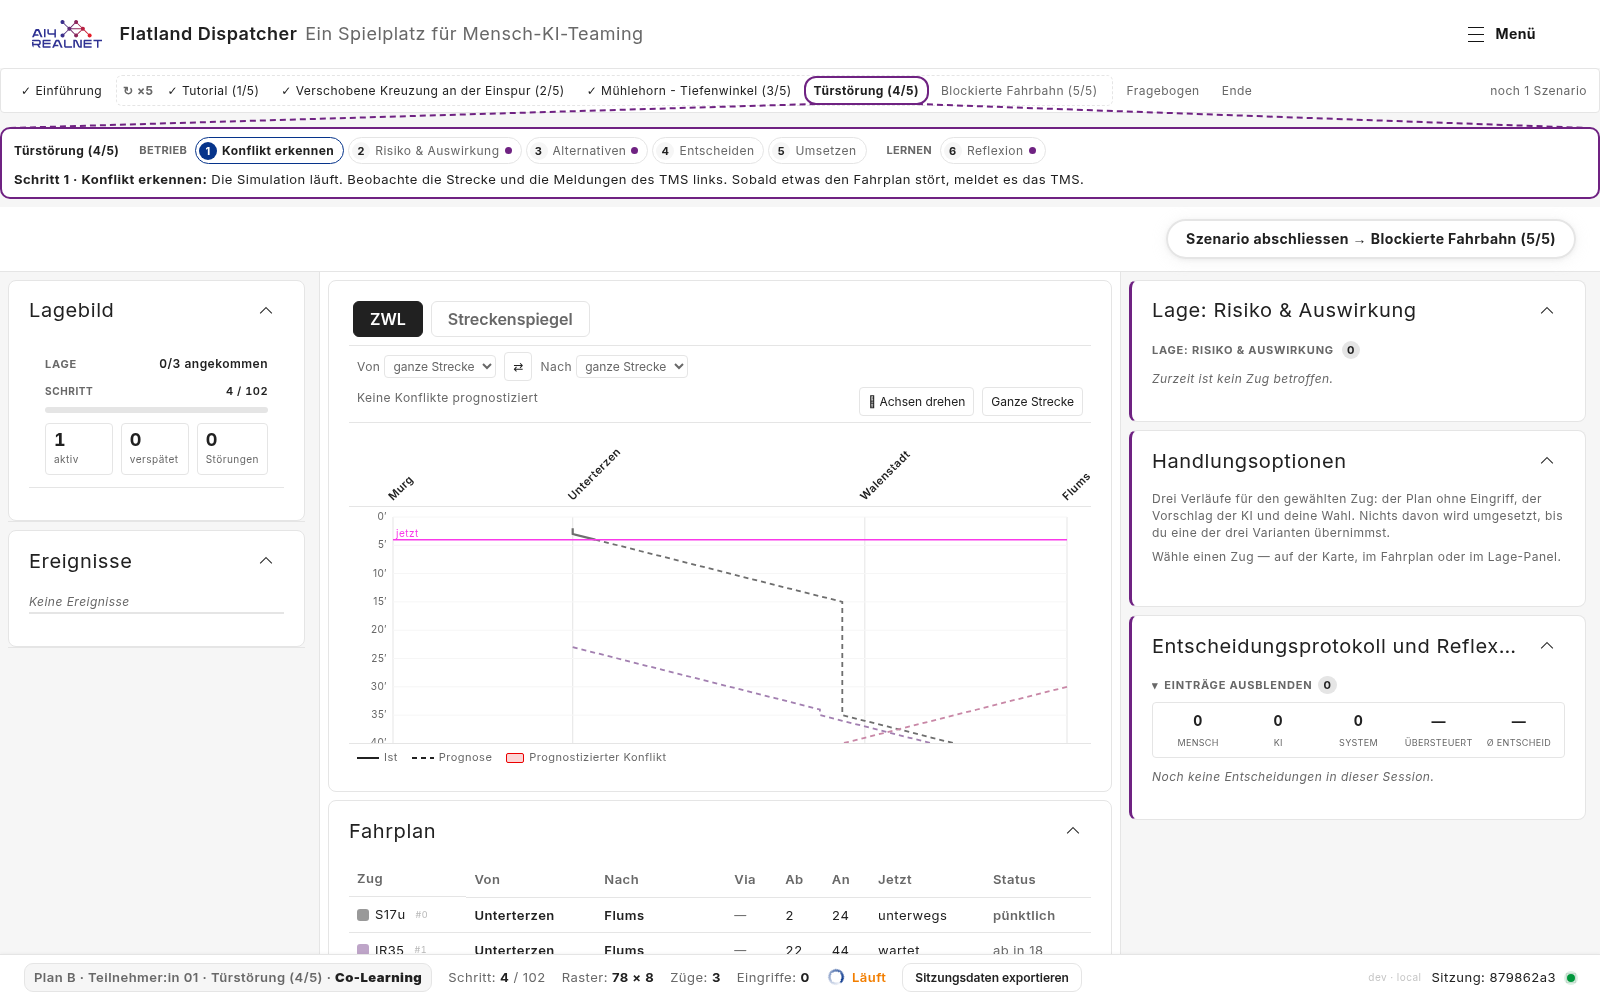 AI4
REALNET
Flatland Dispatcher Ein Spielplatz für Mensch-KI-Teaming
Menü
✓ Einführung
↻ ×5 ✓ Tutorial (1/5) ✓ Verschobene Kreuzung an der Einspur (2/5) ✓ Mühlehorn - Tiefenwinkel (3/5) Türstörung (4/5) Blockierte Fahrbahn (5/5) Fragebogen Ende
noch 1 Szenario
Türstörung (4/5) BETRIEB 1 Konflikt erkennen 2 Risiko & Auswirkung 3 Alternativen 4 Entscheiden 5 Umsetzen LERNEN 6 Reflexion
Schritt 1 · Konflikt erkennen: Die Simulation läuft. Beobachte die Strecke und die Meldungen des TMS links. Sobald etwas den Fahrplan stört, meldet es das TMS.
Szenario abschliessen → Blockierte Fahrbahn (5/5)
Lagebild
LAGE 0/3 angekommen
SCHRITT 4 / 102
1 0 0
aktiv verspätet Störungen
Ereignisse
Keine Ereignisse
ZWL Streckenspiegel
Von ganze Strecke ⇄ Nach ganze Strecke
Keine Konflikte prognostiziert
Achsen drehen Ganze Strecke
Murg Unterterzen Walenstadt Flums
0'
jetzt
5'
10'
15'
20'
25'
30'
35'
40'
Ist Prognose Prognostizierter Konflikt
Fahrplan
Zug Von Nach Via Ab An Jetzt Status
S17u #0 Unterterzen Flums — 2 24 unterwegs pünktlich
IR35 #1 Unterterzen Flums — 22 44 wartet ab in 18
Lage: Risiko & Auswirkung
LAGE: RISIKO & AUSWIRKUNG 0
Zurzeit ist kein Zug betroffen.
Handlungsoptionen
Drei Verläufe für den gewählten Zug: der Plan ohne Eingriff, der
Vorschlag der KI und deine Wahl. Nichts davon wird umgesetzt, bis
du eine der drei Varianten übernimmst.
Wähle einen Zug — auf der Karte, im Fahrplan oder im Lage-Panel.
Entscheidungsprotokoll und Reflex...
▾ EINTRÄGE AUSBLENDEN 0
0 0 0 — —
MENSCH KI SYSTEM ÜBERSTEUERT Ø ENTSCHEID
Noch keine Entscheidungen in dieser Session.
Plan B · Teilnehmer:in 01 · Türstörung (4/5) · Co-Learning
Schritt: 4 / 102 Raster: 78 × 8 Züge: 3 Eingriffe: 0 Läuft Sitzungsdaten exportieren
dev · local Sitzung: 879862a3